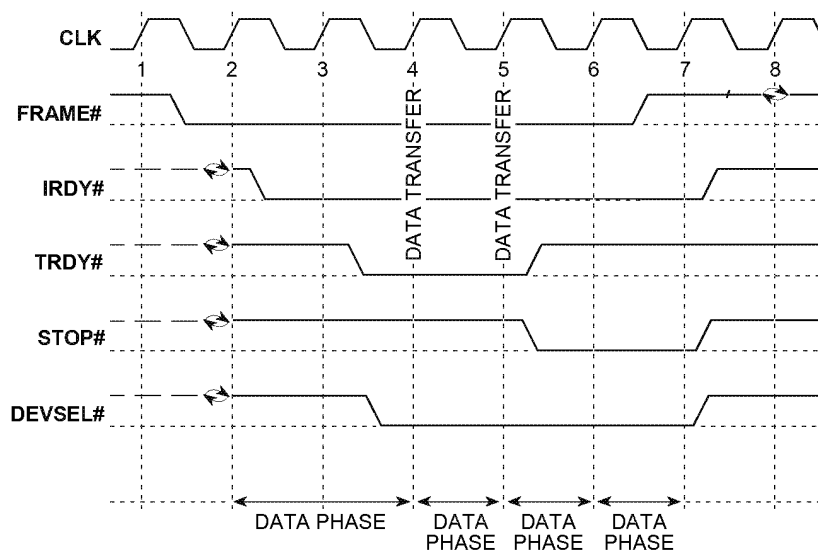 CLK
1 2 3 4 5 6 7 8
FRAME#
IRDY#
TRDY#
STOP#
DEVSEL#
DATA TRANSFER
DATA TRANSFER
DATA PHASE
DATA
PHASE
DATA
PHASE
DATA
PHASE